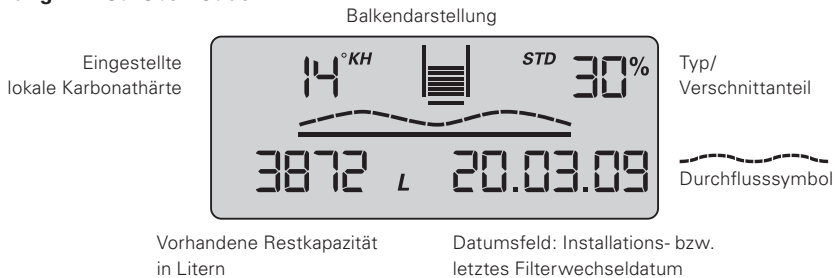 Balkendarstellung
Eingestellte
lokale Karbonathärte
14 °KH
STD 30%
Typ/
Verschnittanteil
3872 L 20.03.09
Durchflusssymbol
Vorhandene Restkapazität
in Litern
Datumsfeld: Installations- bzw.
letztes Filterwechseldatum